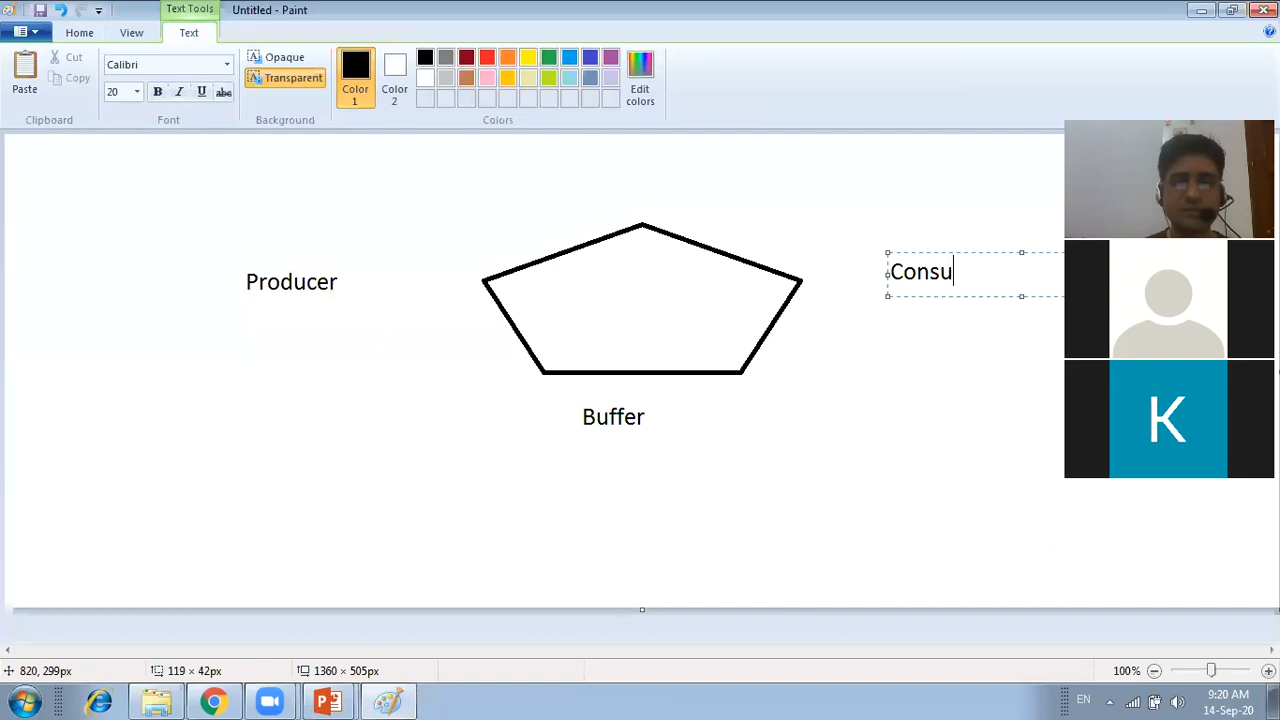 Untitled - Paint
Text Tools
Home
View
Text
Paste
Cut
Copy
Clipboard
Calibri
20
B I U abc
Font
Opaque
Transparent
Background
Color 1
Color 2
Edit colors
Colors
Producer
Consu
Buffer
K
820, 299px
119 × 42px
1360 × 505px
100%
EN
9:20 AM
14-Sep-20